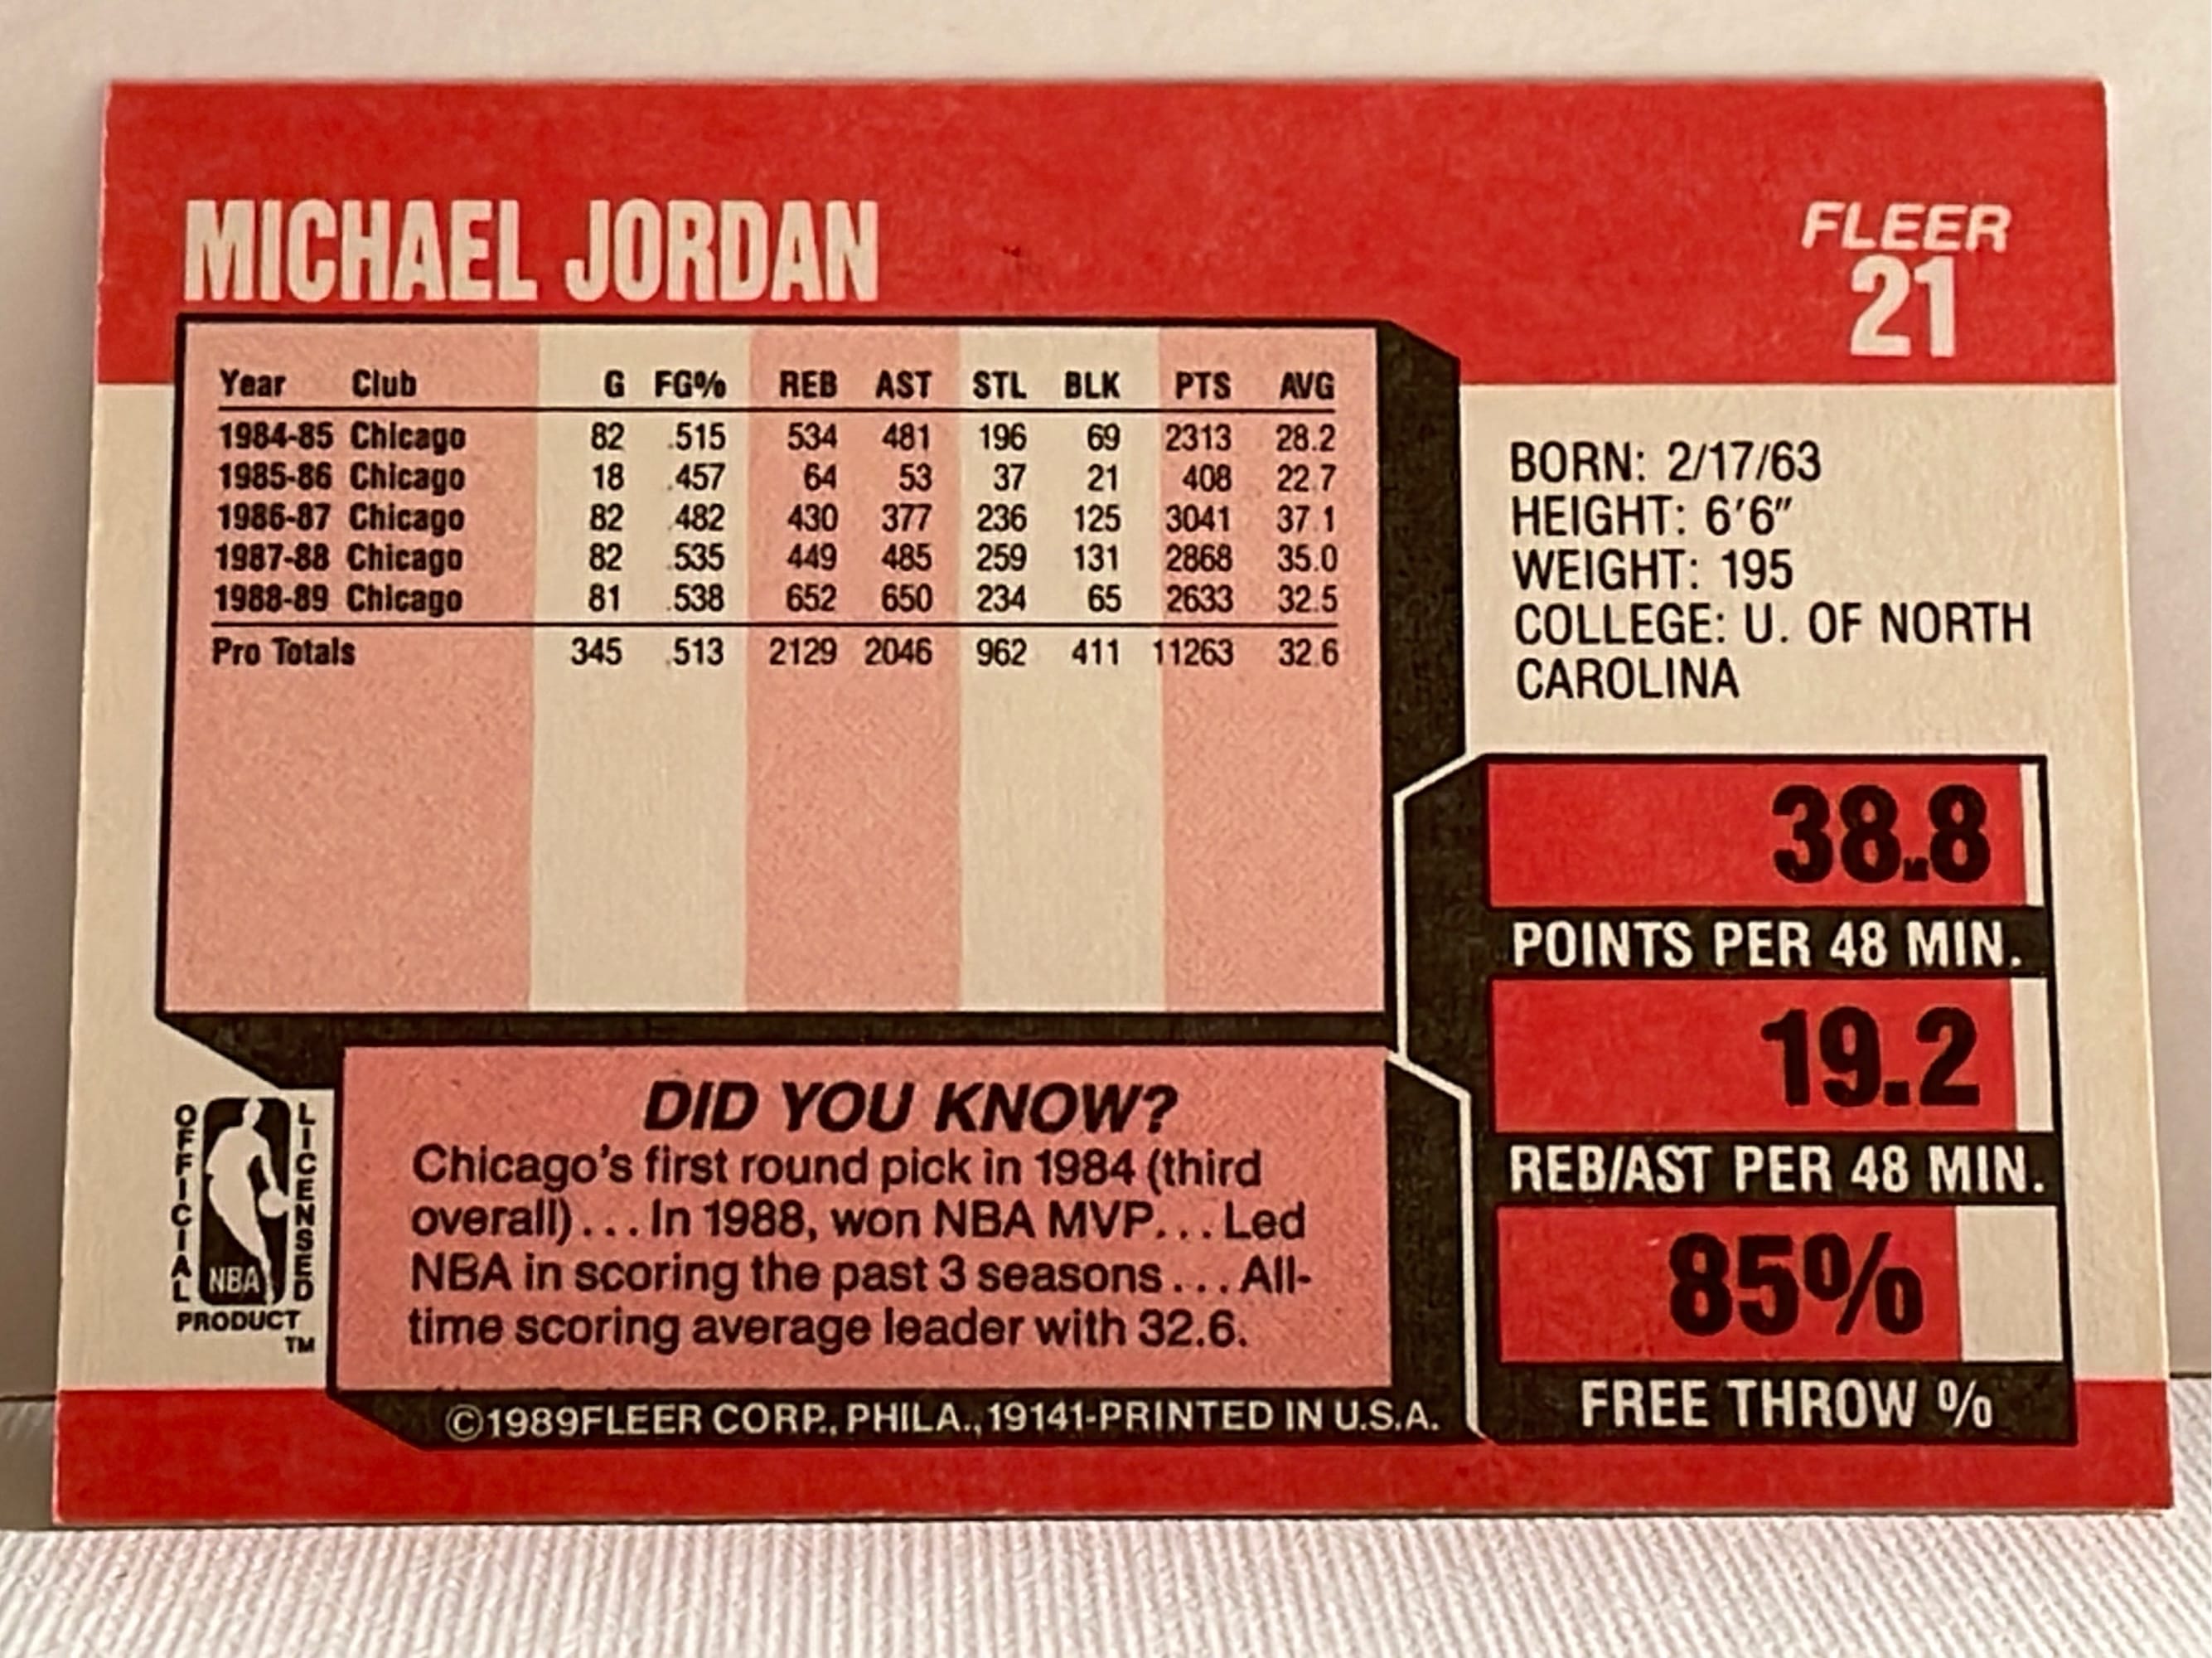 MICHAEL JORDAN
FLEER
21
Year Club G FG% REB AST STL BLK PTS AVG
1984-85 Chicago 82 .515 534 481 196 69 2313 28.2
1985-86 Chicago 18 .457 64 53 37 21 408 22.7
1986-87 Chicago 82 .482 430 377 236 125 3041 37.1
1987-88 Chicago 82 .535 449 485 259 131 2868 35.0
1988-89 Chicago 81 .538 652 650 234 65 2633 32.5
Pro Totals 345 .513 2129 2046 962 411 11263 32.6
BORN: 2/17/63
HEIGHT: 6'6"
WEIGHT: 195
COLLEGE: U. OF NORTH
CAROLINA
38.8
POINTS PER 48 MIN.
19.2
REB/AST PER 48 MIN.
85%
FREE THROW %
DID YOU KNOW?
Chicago's first round pick in 1984 (third
overall)... In 1988, won NBA MVP... Led
NBA in scoring the past 3 seasons... All-
time scoring average leader with 32.6.
OFFICIAL
LICENSED
NBA
PRODUCT
TM
©1989FLEER CORP., PHILA., 19141-PRINTED IN U.S.A.